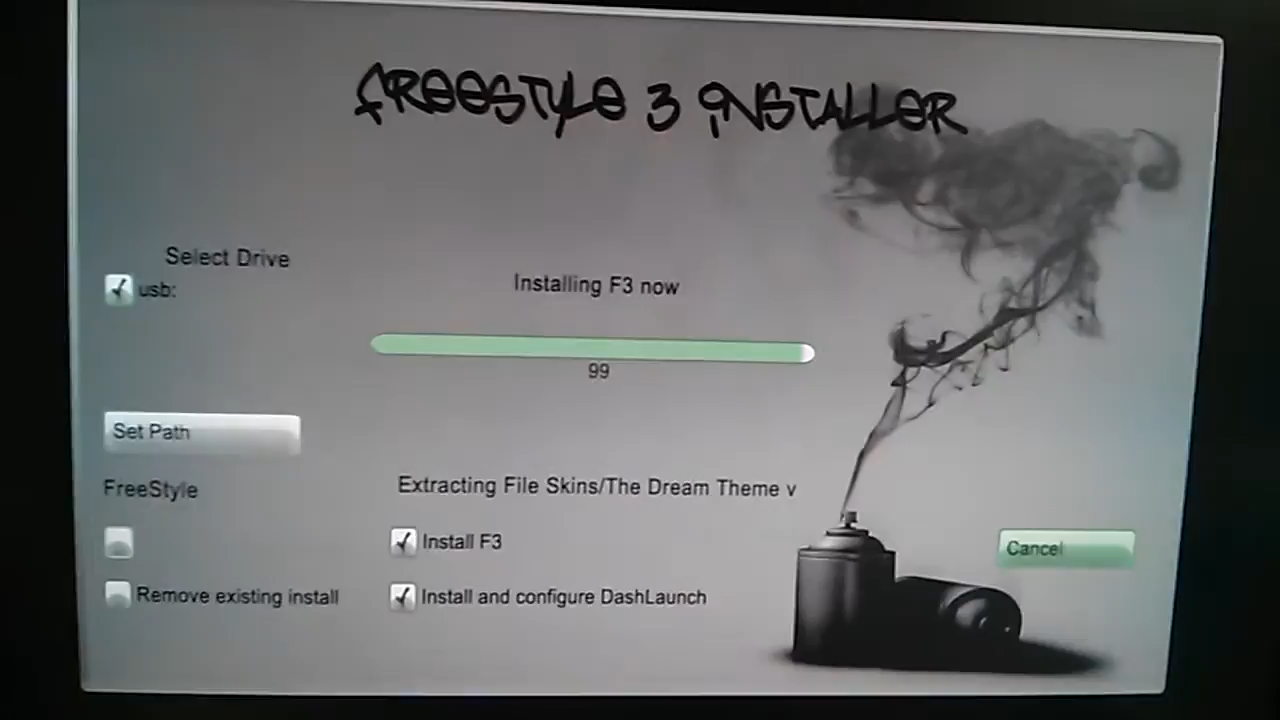 FREESTYLE 3 INSTALLER
Select Drive
usb:
Installing F3 now
99
Set Path
FreeStyle
Extracting File Skins/The Dream Theme v
Install F3
Cancel
Remove existing install
Install and configure DashLaunch